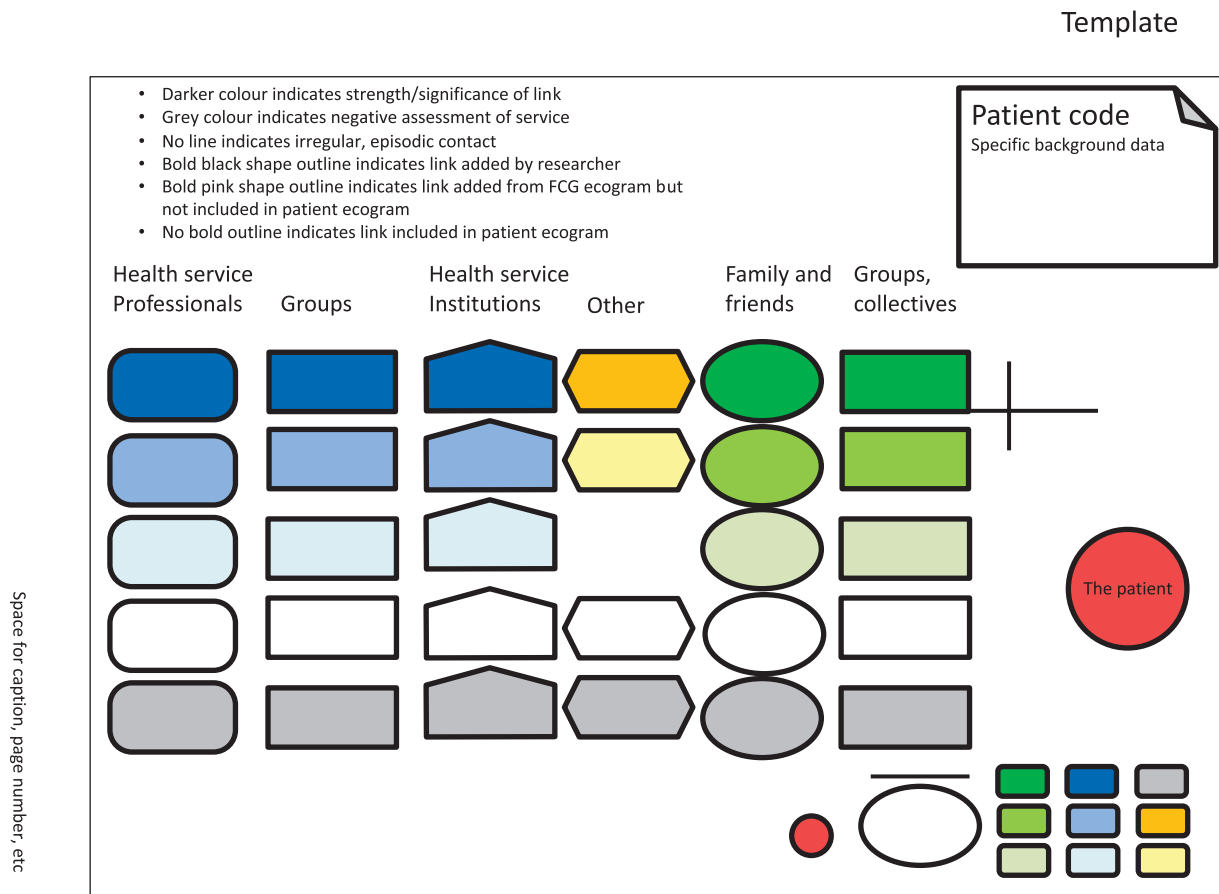 Template
• Darker colour indicates strength/significance of link
• Grey colour indicates negative assessment of service
• No line indicates irregular, episodic contact
• Bold black shape outline indicates link added by researcher
• Bold pink shape outline indicates link added from FCG ecogram but
not included in patient ecogram
• No bold outline indicates link included in patient ecogram
Patient code
Specific background data
Health service
Professionals
Groups
Health service
Institutions
Other
Family and
friends
Groups,
collectives
The patient
Space for caption, page number, etc